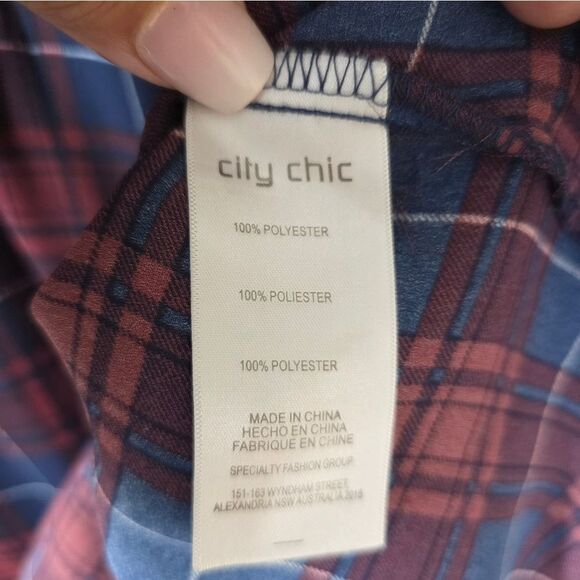 city chic
100% POLYESTER
100% POLIESTER
100% POLYESTER
MADE IN CHINA
HECHO EN CHINA
FABRIQUE EN CHINE
SPECIALTY FASHION GROUP
151-163 WYNDHAM STREET,
ALEXANDRIA NSW AUSTRALIA 2015